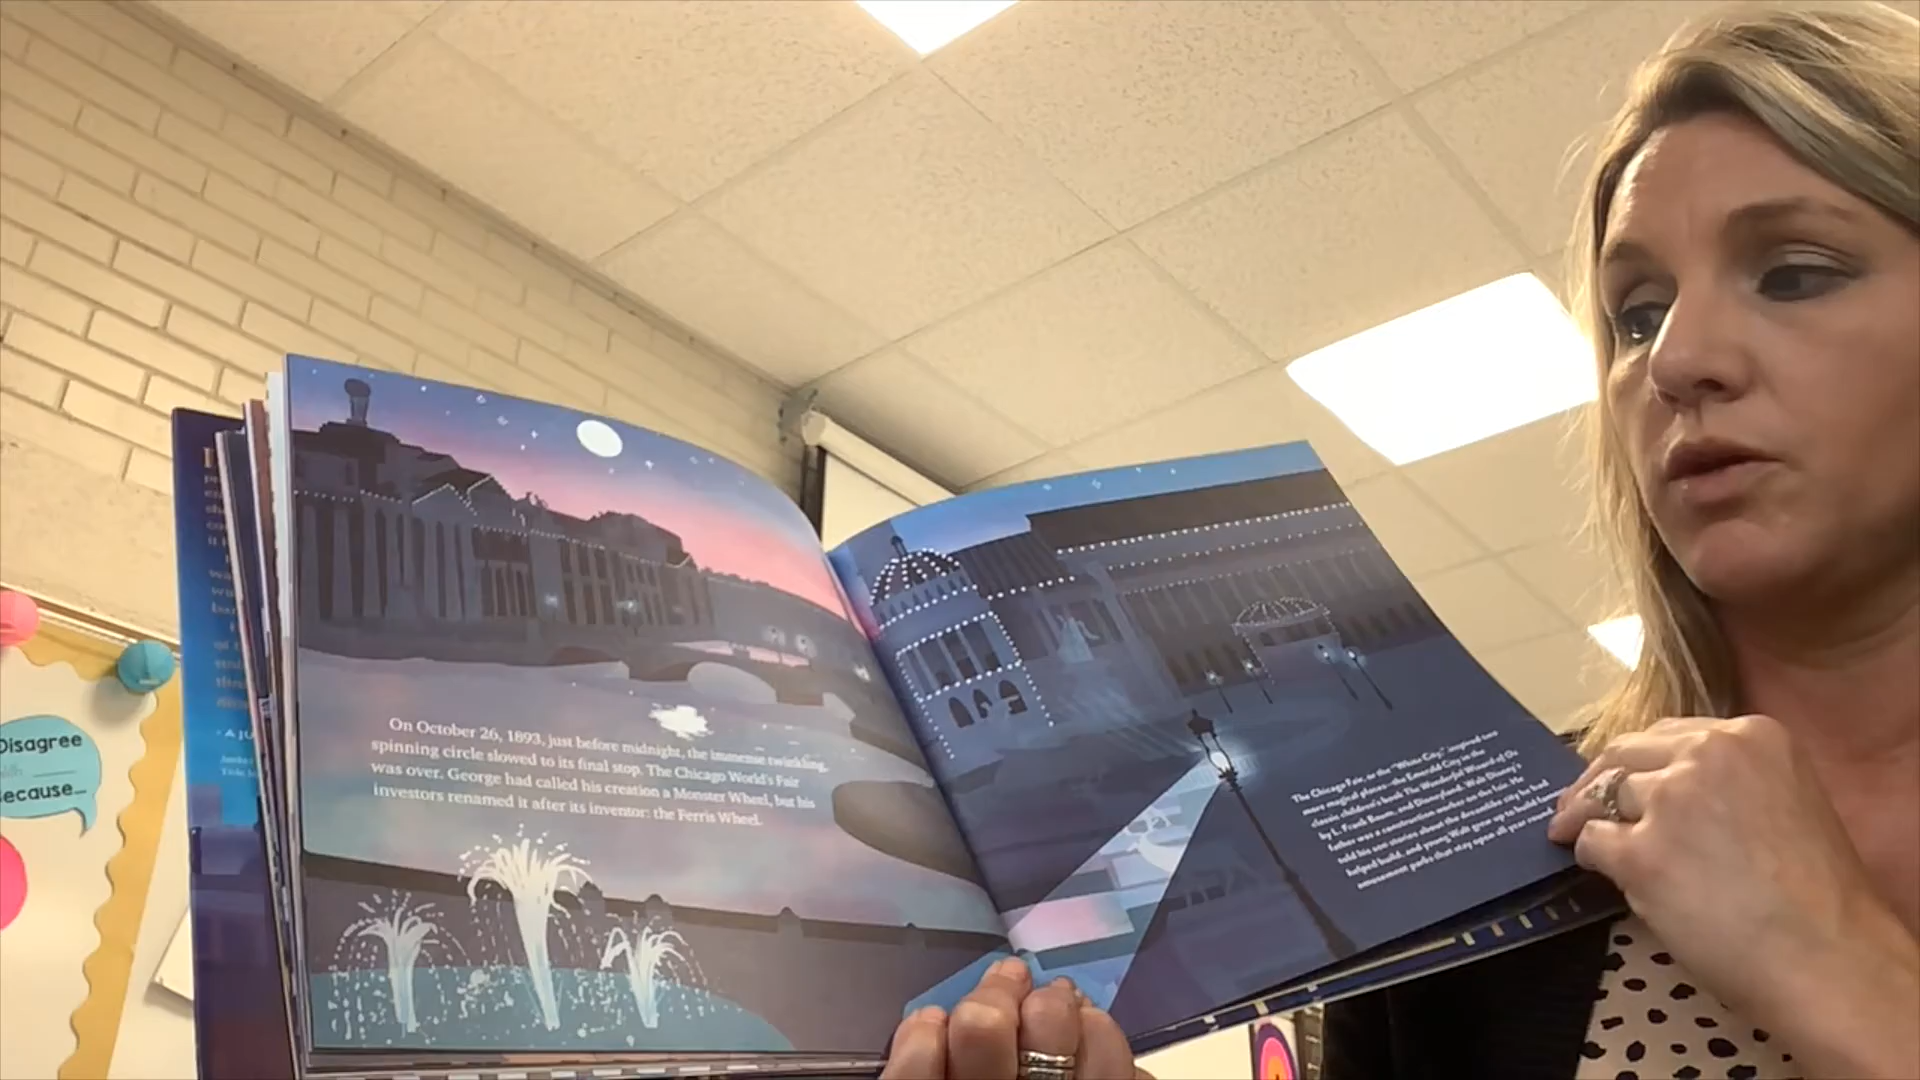 Disagree
ecause...
On October 26, 1893, just before midnight, the immense twinkling,
spinning circle slowed to its final stop. The Chicago World's Fair
was over. George had called his creation a Monster Wheel, but his
investors renamed it after its inventor: the Ferris Wheel.
The Chicago Fair, or the "White City," inspired two
more magical places—the Emerald City in the
classic children's book The Wonderful Wizard of Oz
by L. Frank Baum, and Disneyland. Walt Disney's
father was a construction worker on the fair. He
told his son stories about the dreamlike city he had
helped build, and young Walt grew up to build
amusement parks that stay open all year round.